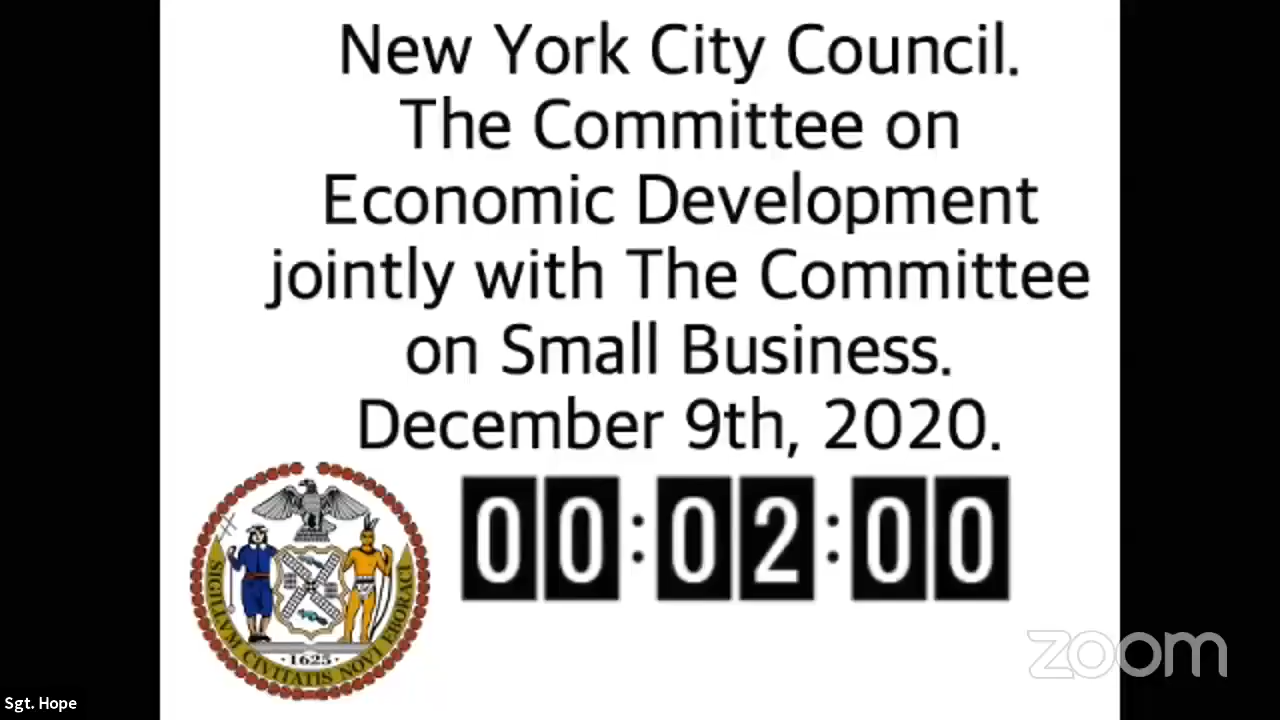 New York City Council.
The Committee on
Economic Development
jointly with The Committee
on Small Business.
December 9th, 2020.
00:02:00
SIGILLVM CIVITATIS NOVI EBORACI
·1625·
zoom
Sgt. Hope